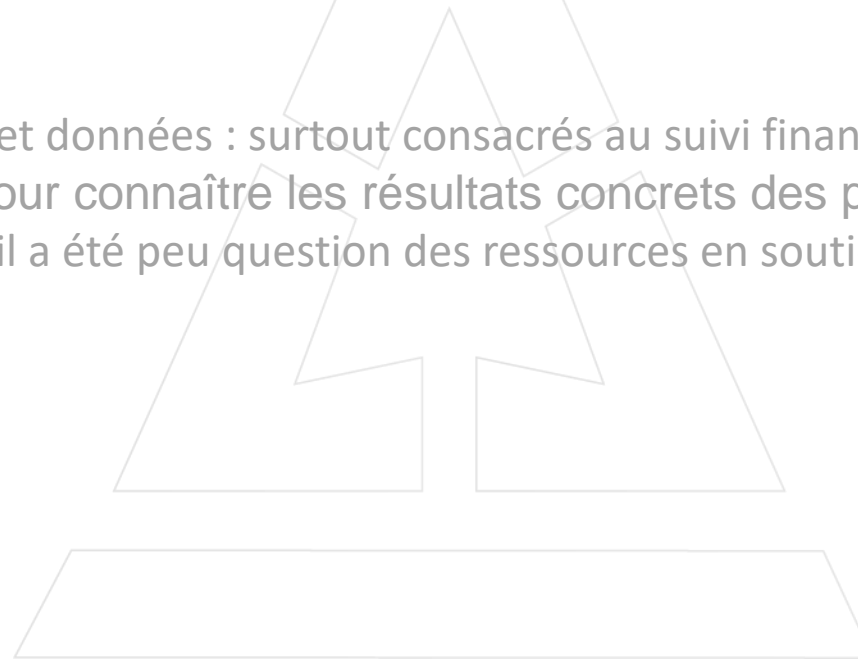 et données : surtout consacrés au suivi finan
our connaître les résultats concrets des p
il a été peu question des ressources en souti